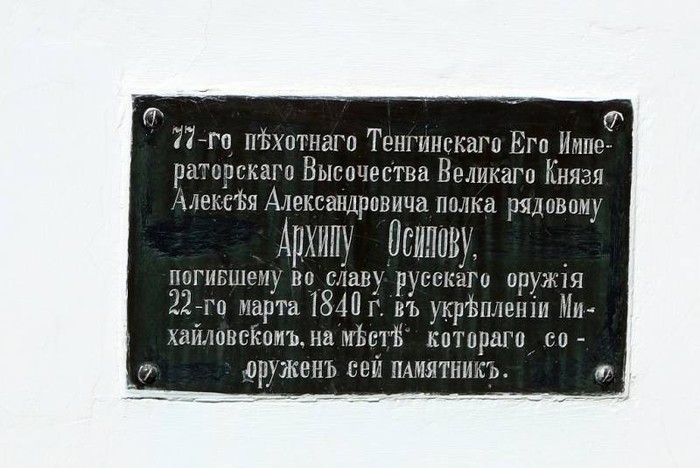 77-го пѣхотнаго Тенгинскаго Его Импе-
раторскаго Высочества Великаго Князя
Алексѣя Александровича полка рядовому
Архипу Осипову,
погибшему во славу русскаго оружія
22-го марта 1840 г. въ укрѣпленіи Ми-
хайловскомъ, на мѣстѣ котораго со-
оруженъ сей памятникъ.